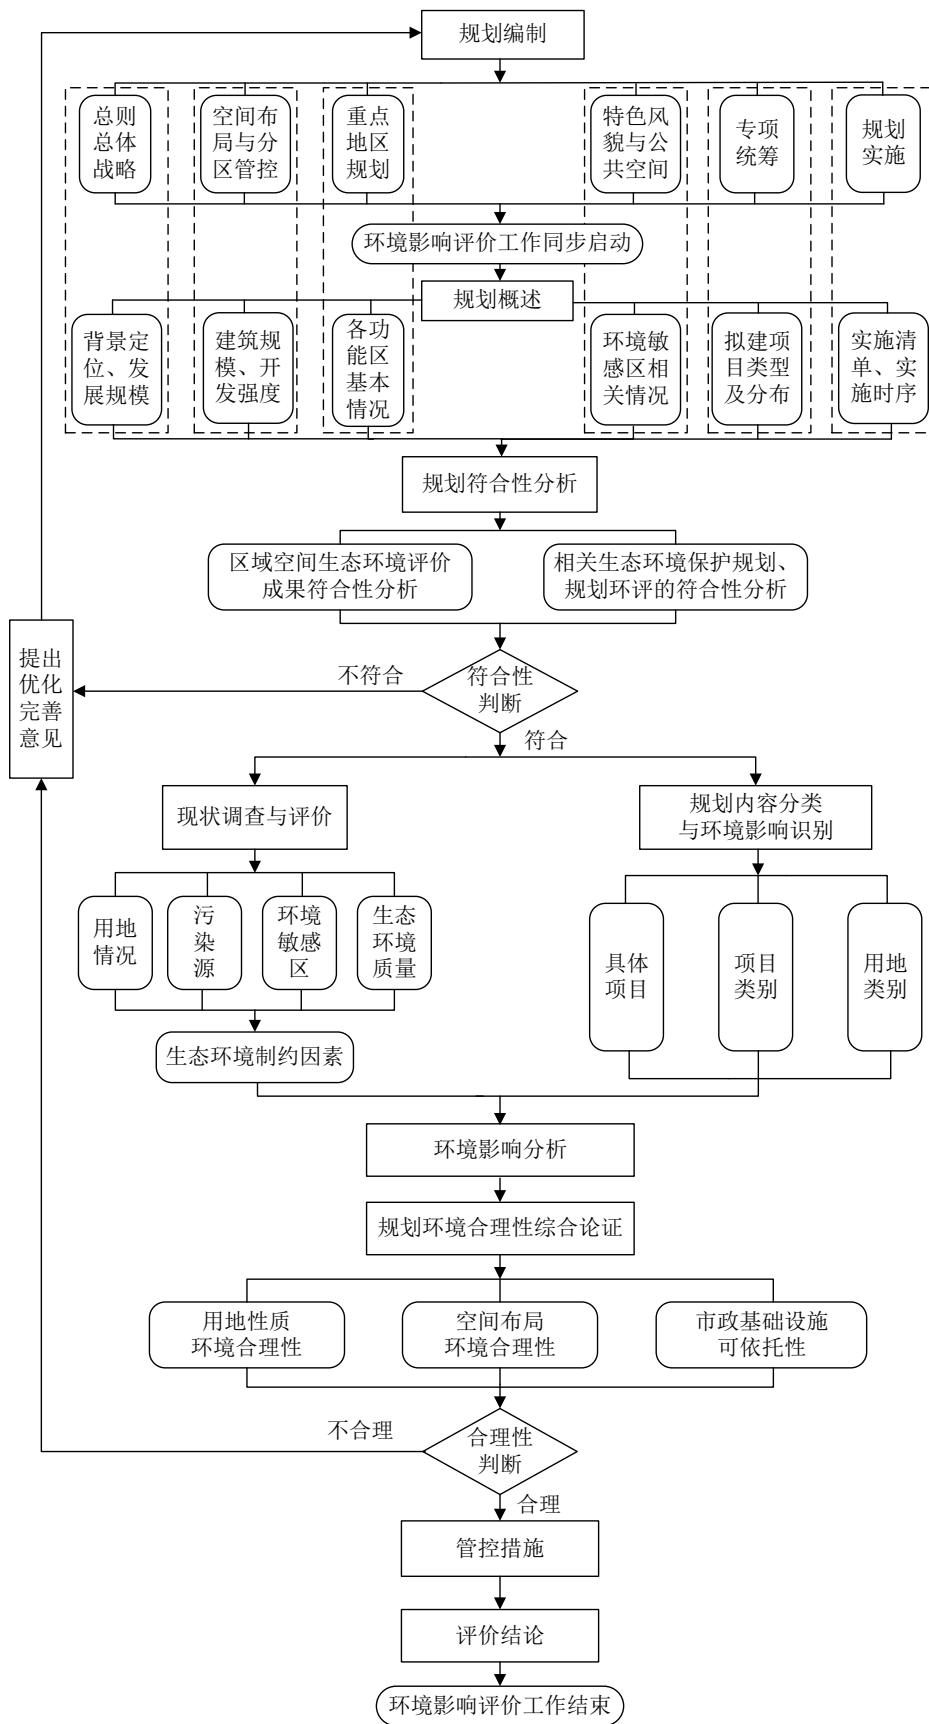 规划编制
总则
总体
战略
空间布
局与分
区管控
重点
地区
规划
特色风
貌与公
共空间
专项
统筹
规划
实施
环境影响评价工作同步启动
规划概述
背景定
位、发
展规模
建筑规
模、开
发强度
各功
能区
基本
情况
环境敏
感区相
关情况
拟建项
目类型
及分布
实施清
单、实
施时序
规划符合性分析
区域空间生态环境评价
成果符合性分析
相关生态环境保护规划、
规划环评的符合性分析
提出
优化
完善
意见
不符合
符合性
判断
符合
现状调查与评价
规划内容分类
与环境影响识别
用地
情况
污
染
源
环境
敏感
区
生态
环境
质量
具体
项目
项目
类别
用地
类别
生态环境制约因素
环境影响分析
规划环境合理性综合论证
用地性质
环境合理性
空间布局
环境合理性
市政基础设施
可依托性
不合理
合理性
判断
合理
管控措施
评价结论
环境影响评价工作结束